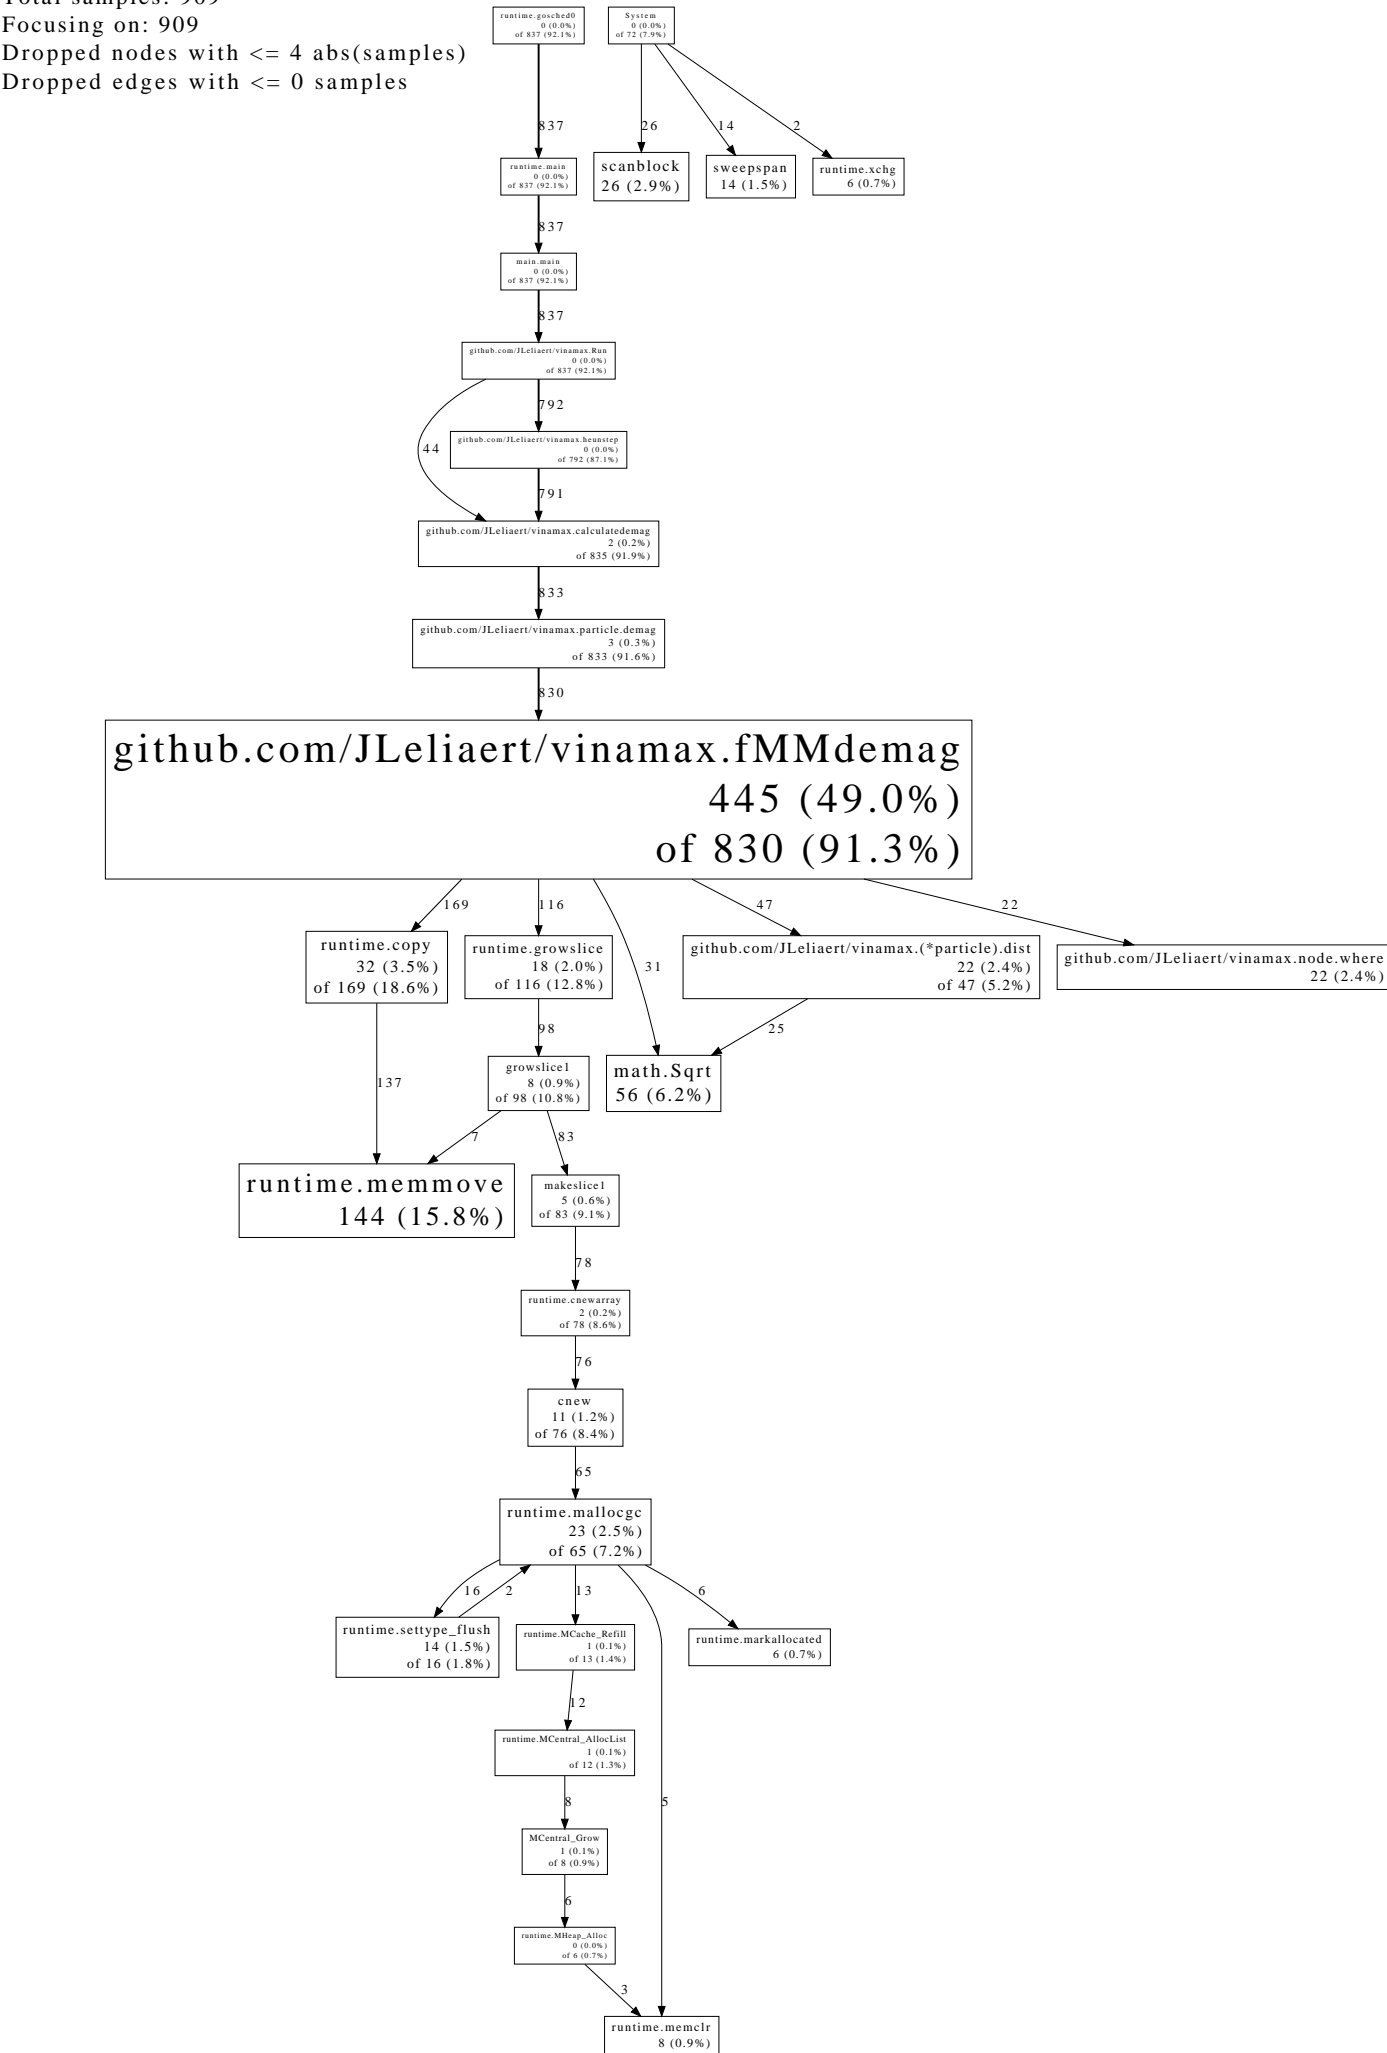 Total samples: 909
Focusing on: 909
Dropped nodes with <= 4 abs(samples)
Dropped edges with <= 0 samples
runtime.gosched0
0 (0.0%)
of 837 (92.1%)
System
0 (0.0%)
of 72 (7.9%)
837
26
14
2
runtime.main
0 (0.0%)
of 837 (92.1%)
scanblock
26 (2.9%)
sweepspan
14 (1.5%)
runtime.xchg
6 (0.7%)
837
main.main
0 (0.0%)
of 837 (92.1%)
837
github.com/JLeliaert/vinamax.Run
0 (0.0%)
of 837 (92.1%)
792
44
github.com/JLeliaert/vinamax.heunstep
0 (0.0%)
of 792 (87.1%)
791
github.com/JLeliaert/vinamax.calculatedemag
2 (0.2%)
of 835 (91.9%)
833
github.com/JLeliaert/vinamax.particle.demag
3 (0.3%)
of 833 (91.6%)
830
github.com/JLeliaert/vinamax.fMMdemag
445 (49.0%)
of 830 (91.3%)
169
116
31
47
22
runtime.copy
32 (3.5%)
of 169 (18.6%)
runtime.growslice
18 (2.0%)
of 116 (12.8%)
github.com/JLeliaert/vinamax.(*particle).dist
22 (2.4%)
of 47 (5.2%)
github.com/JLeliaert/vinamax.node.where
22 (2.4%)
137
98
25
growslice1
8 (0.9%)
of 98 (10.8%)
math.Sqrt
56 (6.2%)
7
83
runtime.memmove
144 (15.8%)
makeslice1
5 (0.6%)
of 83 (9.1%)
78
runtime.cnewarray
2 (0.2%)
of 78 (8.6%)
76
cnew
11 (1.2%)
of 76 (8.4%)
65
runtime.mallocgc
23 (2.5%)
of 65 (7.2%)
16
2
13
5
6
runtime.settype_flush
14 (1.5%)
of 16 (1.8%)
runtime.MCache_Refill
1 (0.1%)
of 13 (1.4%)
runtime.markallocated
6 (0.7%)
12
runtime.MCentral_AllocList
1 (0.1%)
of 12 (1.3%)
8
MCentral_Grow
1 (0.1%)
of 8 (0.9%)
6
runtime.MHeap_Alloc
0 (0.0%)
of 6 (0.7%)
3
runtime.memclr
8 (0.9%)